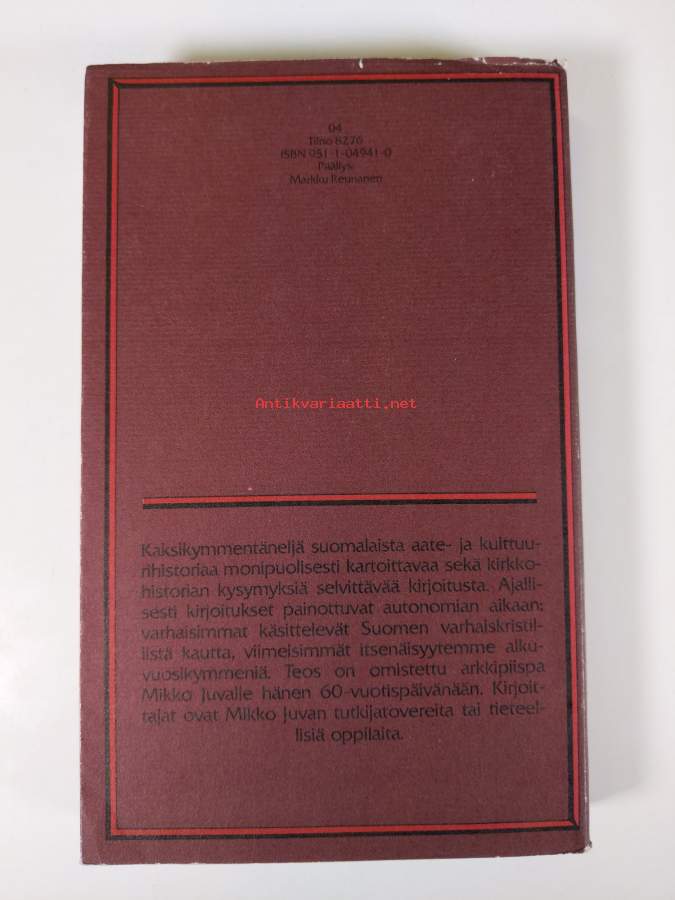 04
Tilno 8276
ISBN 951-1-04941-0
Päällys:
Markku Reunanen
Antikvariaatti.net
Kaksikymmentäneljä suomalaista aate- ja kulttuu-
rihistoriaa monipuolisesti kartoittavaa sekä kirkko-
historian kysymyksiä selvittävää kirjoitusta. Ajalli-
sesti kirjoitukset painottuvat autonomian aikaan;
varhaisimmat käsittelevät Suomen varhaiskristil-
listä kautta, viimeisimmät itsenäisyytemme alku-
vuosikymmeniä. Teos on omistettu arkkipiispa
Mikko Juvalle hänen 60-vuotispäivänään. Kirjoit-
tajat ovat Mikko Juvan tutkijatovereita tai tieteel-
lisiä oppilaita.